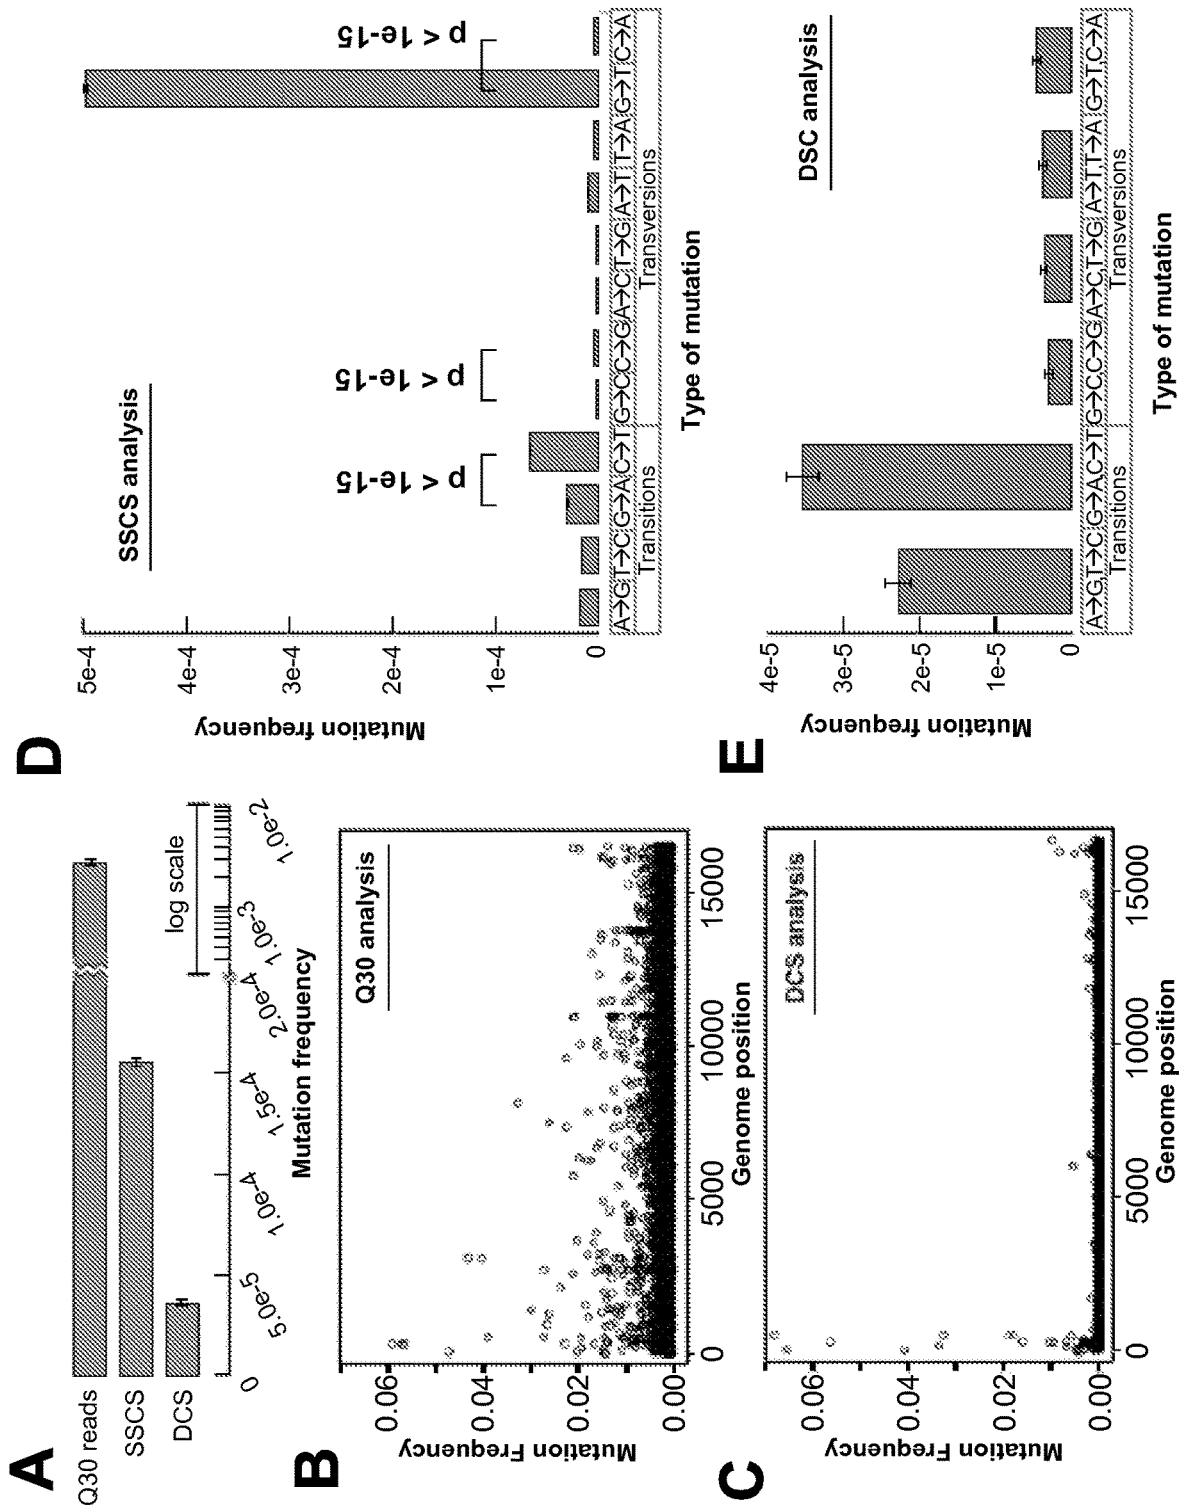 A
Q30 reads
SSCS
DCS
log scale
0
5.0e-5
1.0e-4
1.5e-4
2.0e-4
1.0e-3
1.0e-2
Mutation frequency
B
Q30 analysis
Mutation Frequency
0.06
0.04
0.02
0.00
0
5000
10000
15000
Genome position
C
DCS analysis
Mutation Frequency
0.06
0.04
0.02
0.00
0
5000
10000
15000
Genome position
D
SSCS analysis
Mutation frequency
5e-4
4e-4
3e-4
2e-4
1e-4
0
p < 1e-15
p < 1e-15
p < 1e-15
A→G T→C G→A C→T G→C C→G A→C T→G A→T T→A G→T C→A
Transitions Transversions
Type of mutation
E
DSC analysis
Mutation frequency
4e-5
3e-5
2e-5
1e-5
0
A→G,T→C G→A,C→T G→C,C→G A→C,T→G A→T,T→A G→T,C→A
Transitions Transversions
Type of mutation